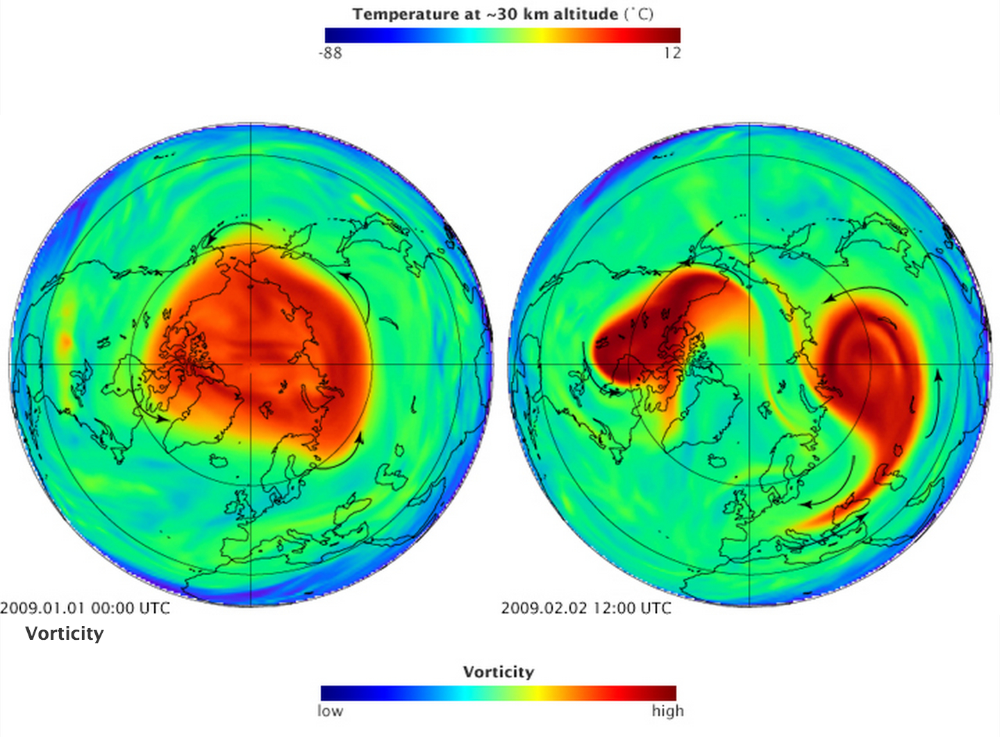 Temperature at ~30 km altitude (˚C)
-88 12
2009.01.01 00:00 UTC 2009.02.02 12:00 UTC
Vorticity
Vorticity
low high